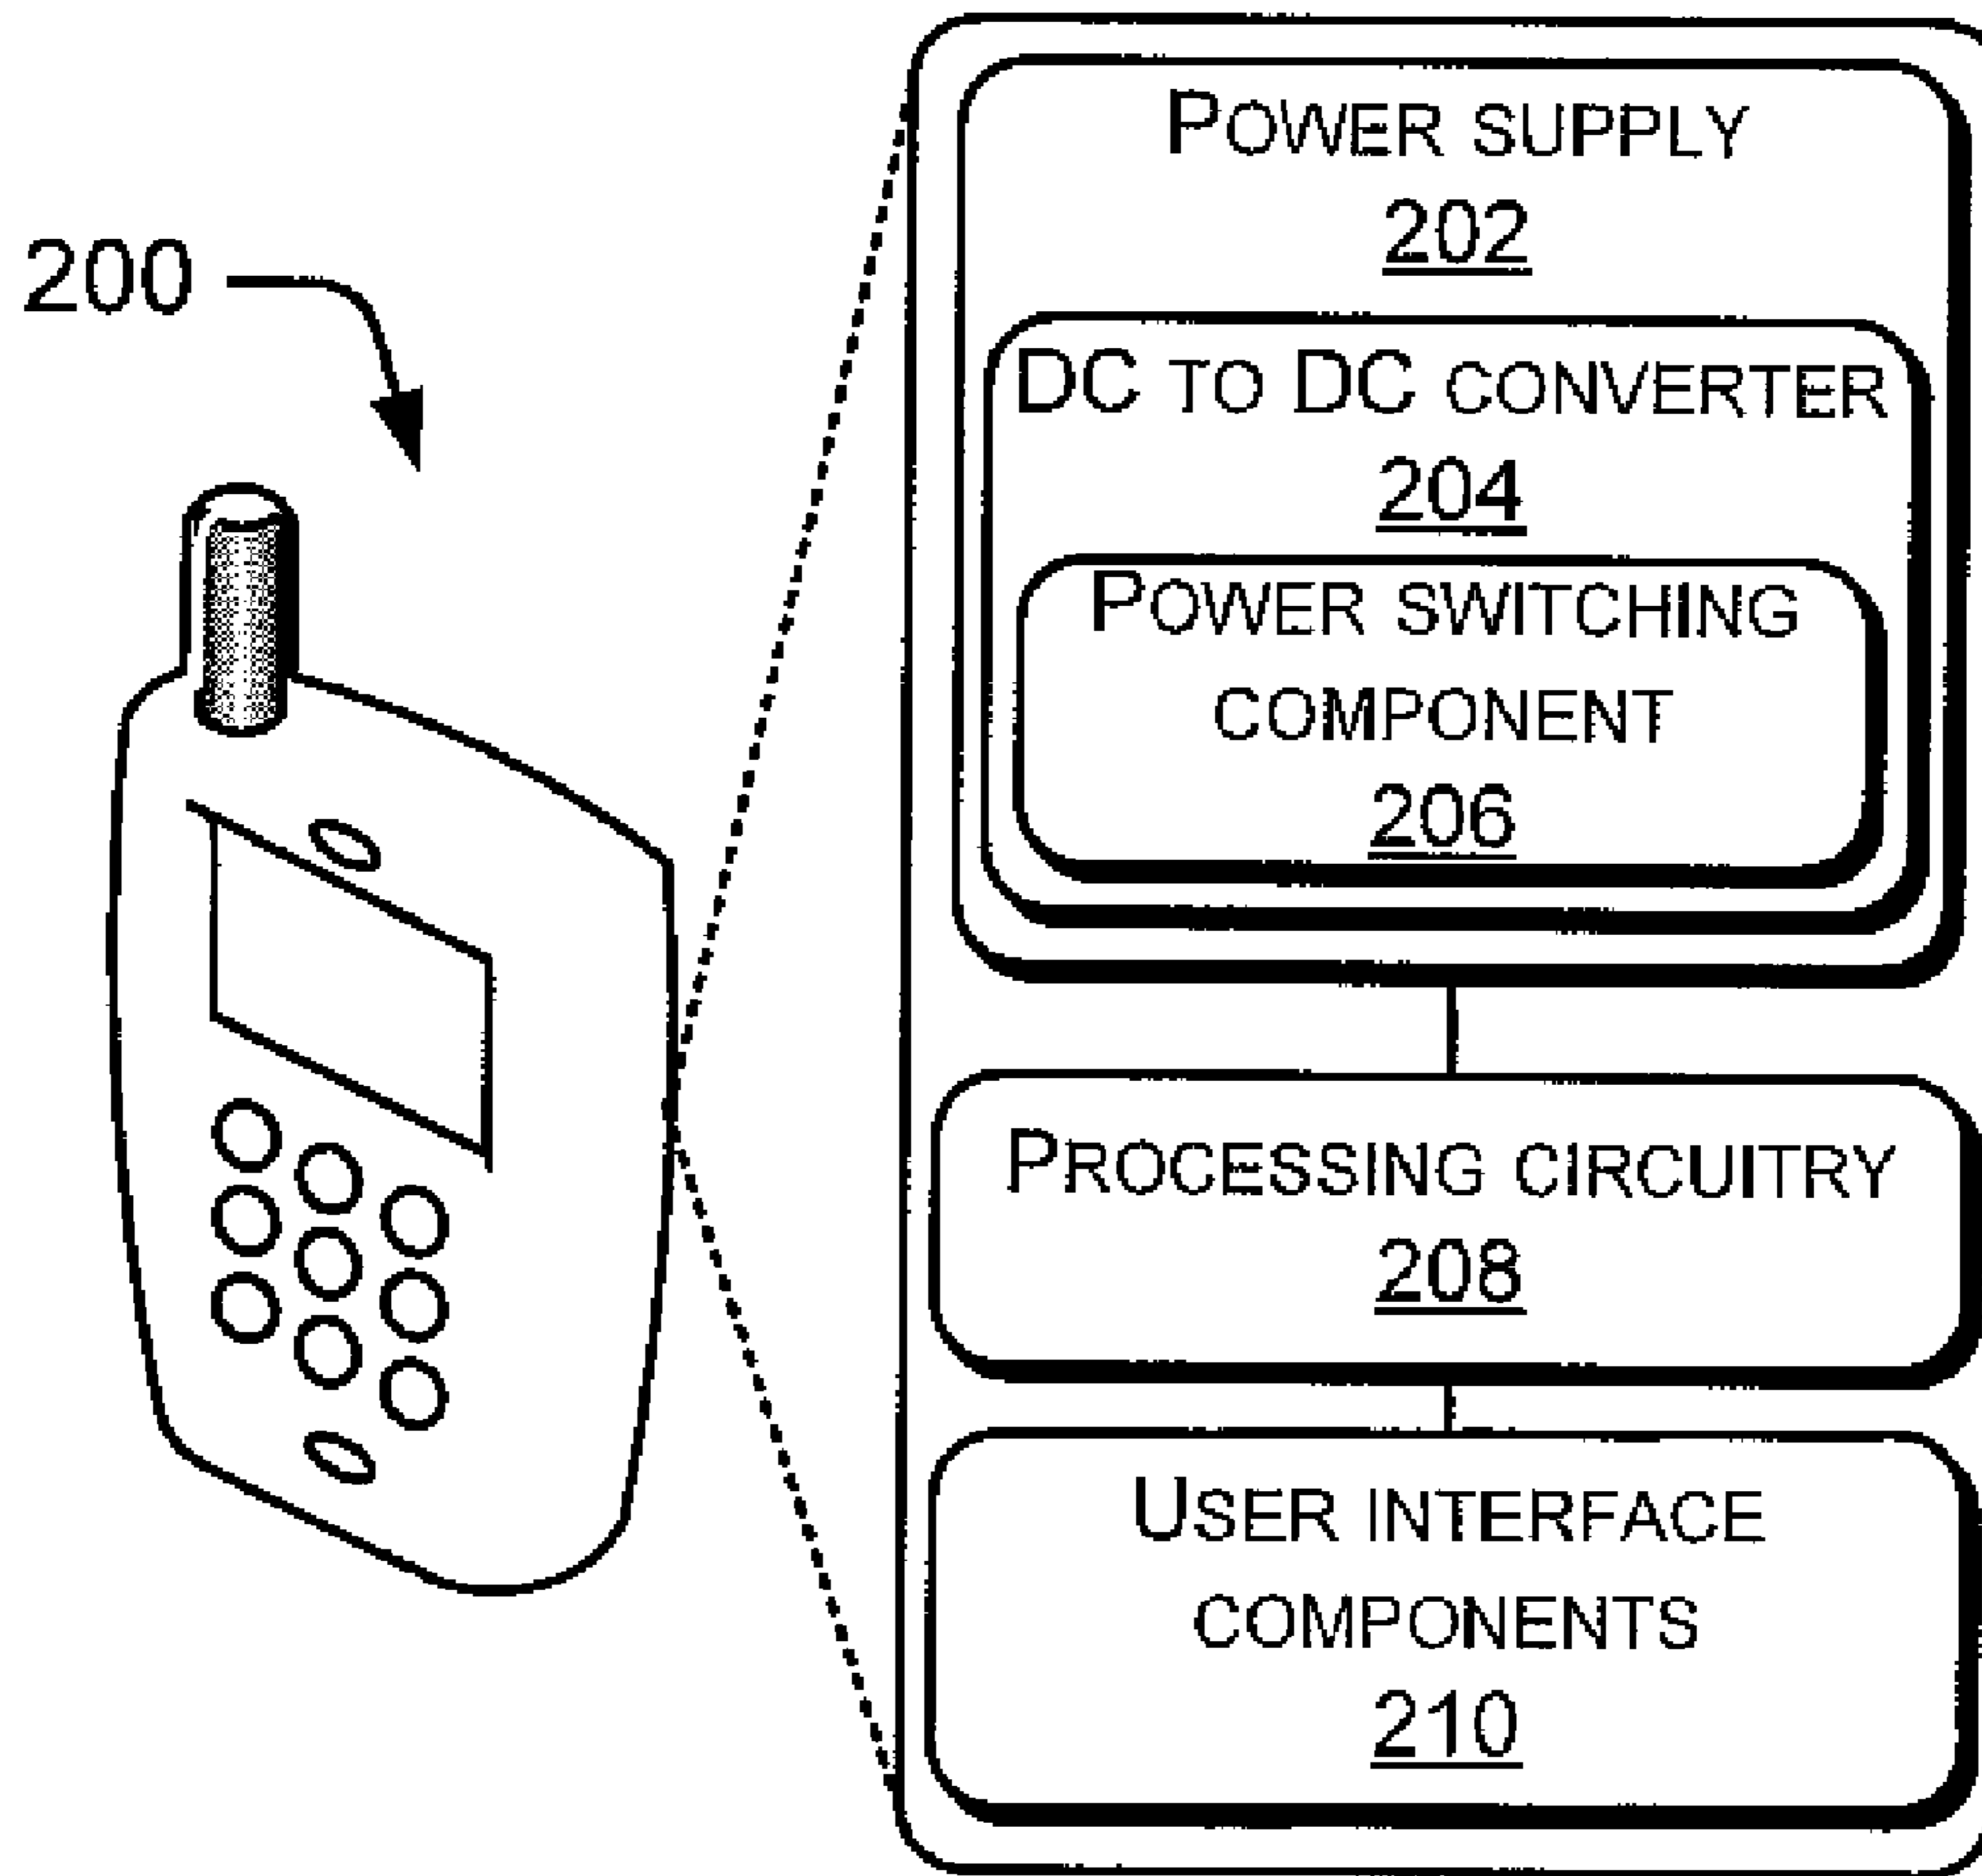 200
POWER SUPPLY
202
DC TO DC CONVERTER
204
POWER SWITCHING
COMPONENT
206
PROCESSING CIRCUITRY
208
USER INTERFACE
COMPONENTS
210